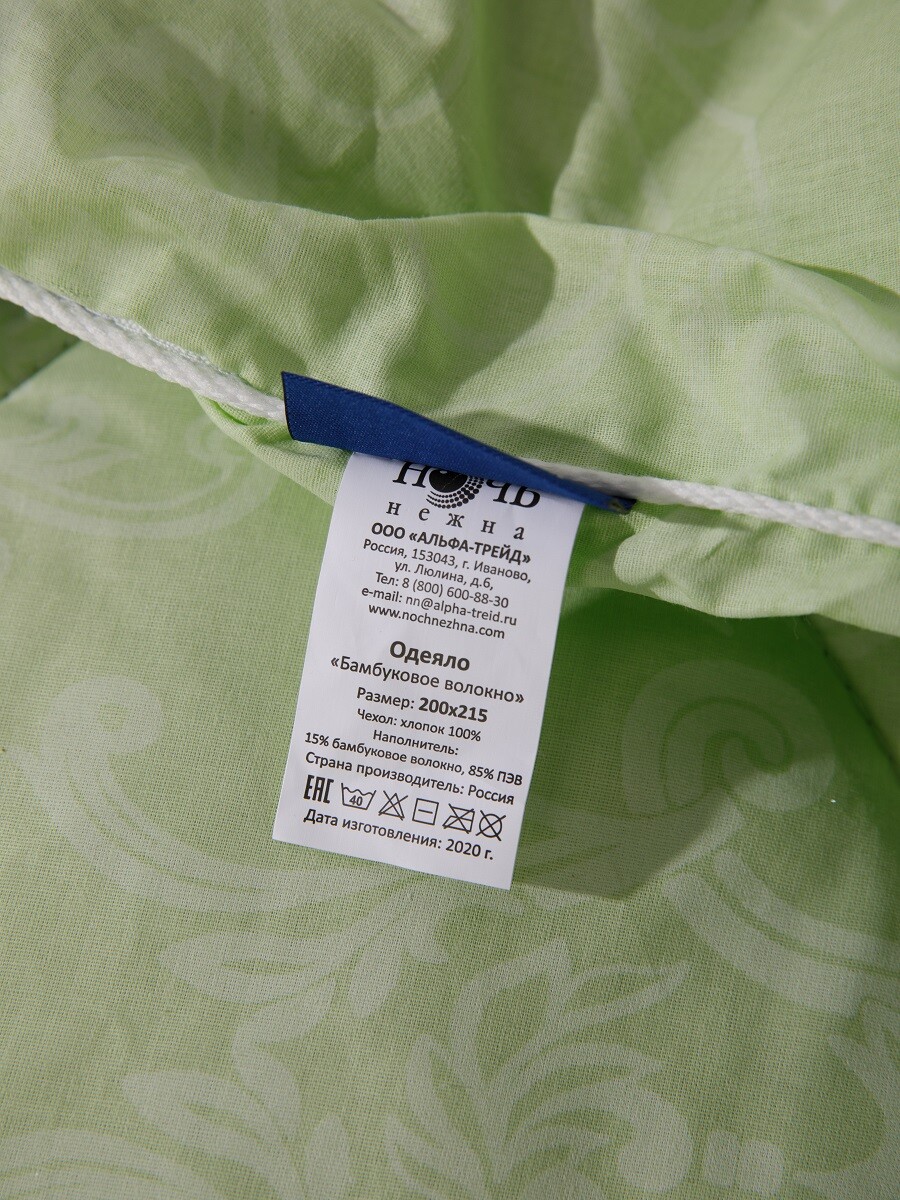 НОЧЬ
нежна
ООО «АЛЬФА-ТРЕЙД»
Россия, 153043, г. Иваново,
ул. Люлина, д.6,
Тел: 8 (800) 600-88-30
e-mail: nn@alpha-treid.ru
www.nochnezhna.com
Одеяло
«Бамбуковое волокно»
Размер: 200х215
Чехол: хлопок 100%
Наполнитель:
15% бамбуковое волокно, 85% ПЭВ
Страна производитель: Россия
ЕАС 40
Дата изготовления: 2020 г.